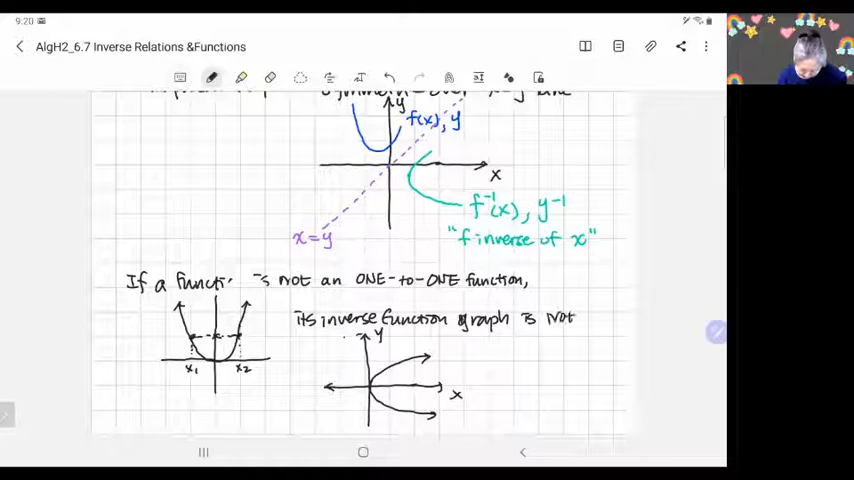 9:20
AlgH2_6.7 Inverse Relations &Functions
y
f(x), y
x
f⁻¹(x), y⁻¹
x=y
"f inverse of x"
If a functi is not an ONE-to-ONE function,
its inverse function graph is not
y
x₁ x₂
x